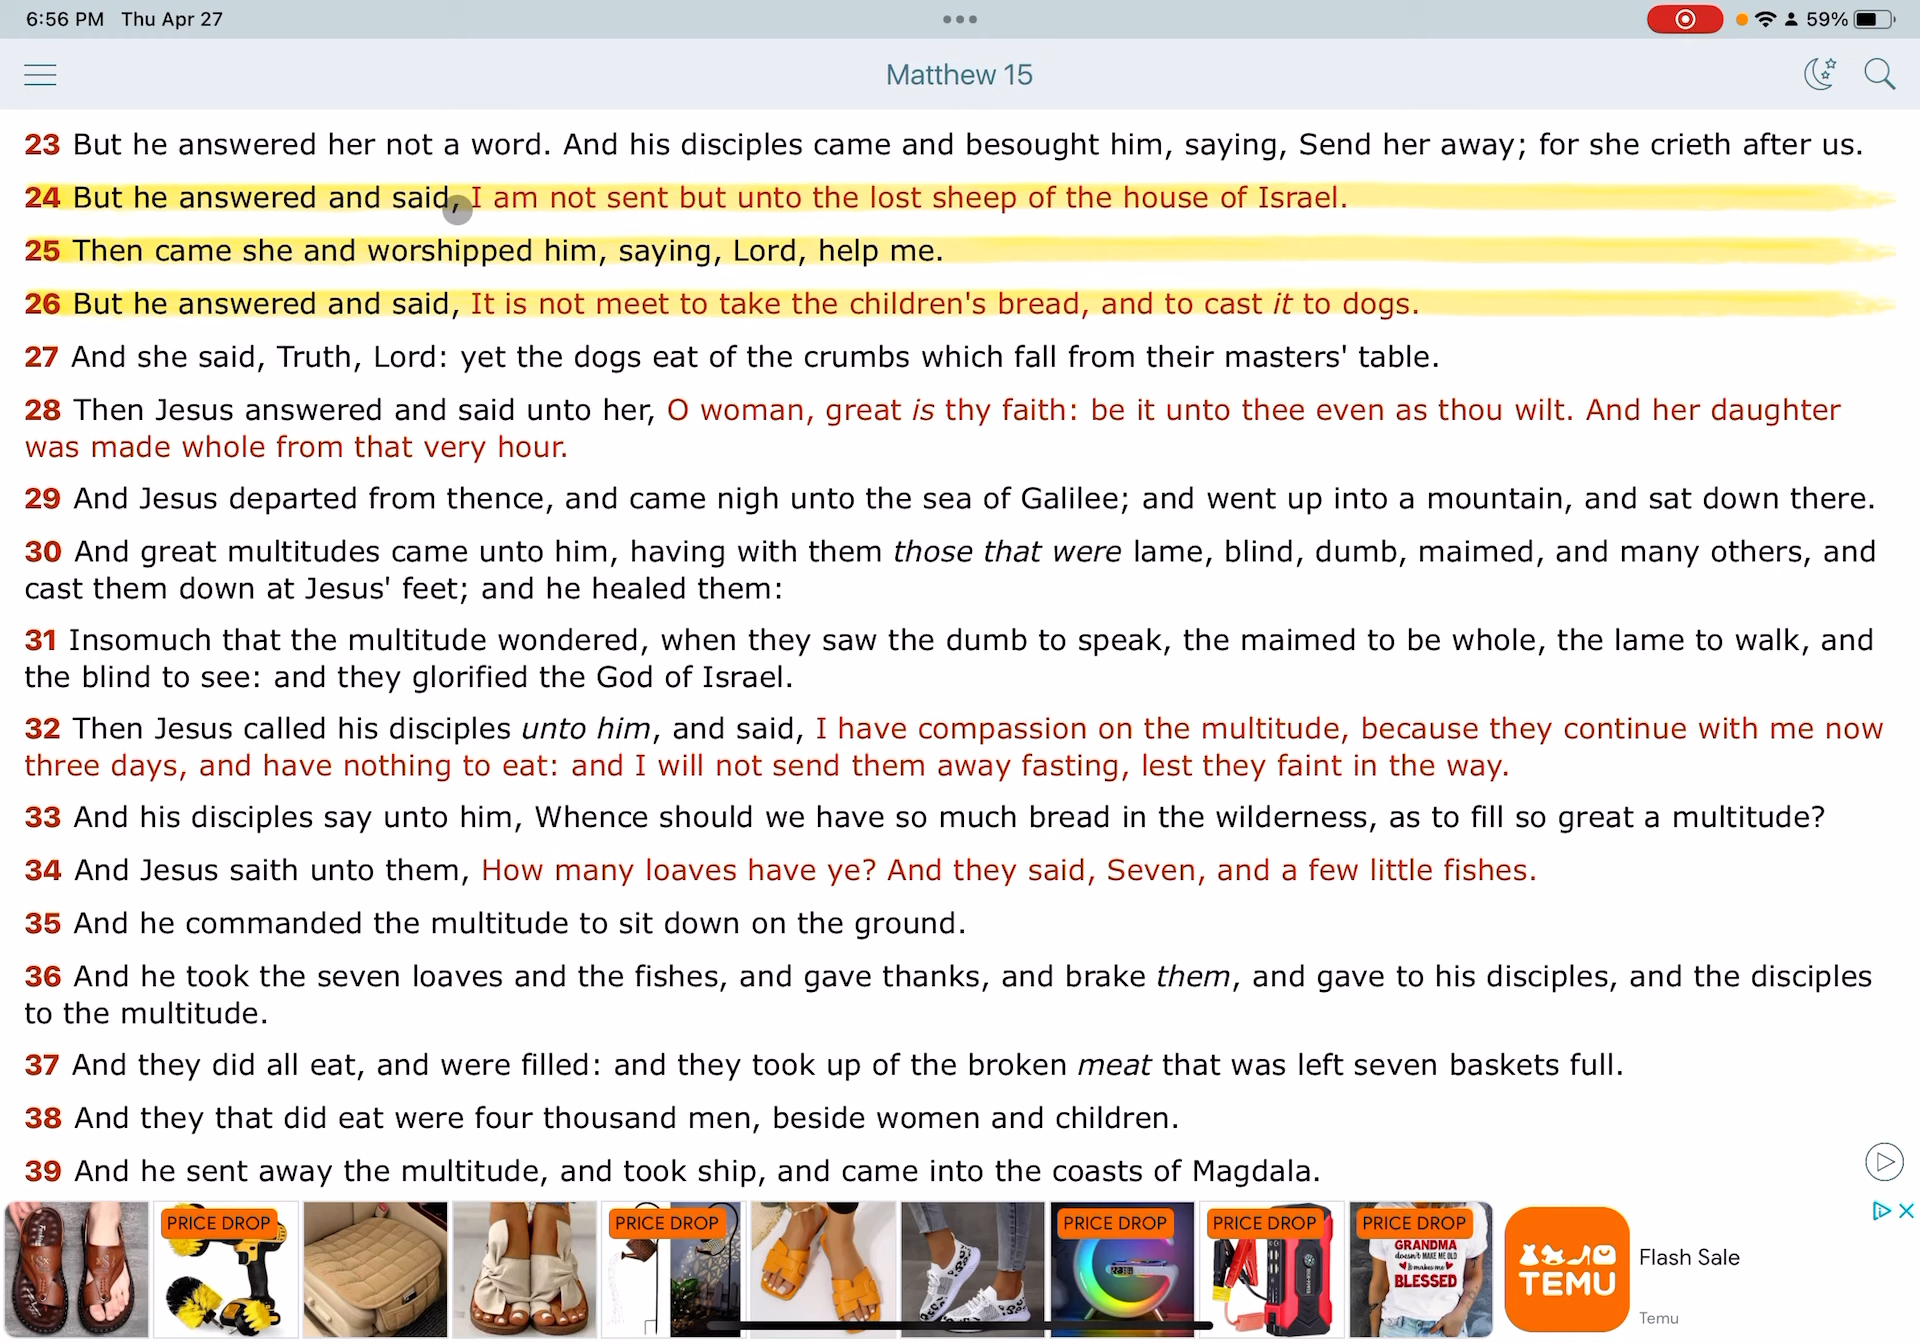 6:56 PM Thu Apr 27
59%
Matthew 15
23 But he answered her not a word. And his disciples came and besought him, saying, Send her away; for she crieth after us.
24 But he answered and said, I am not sent but unto the lost sheep of the house of Israel.
25 Then came she and worshipped him, saying, Lord, help me.
26 But he answered and said, It is not meet to take the children's bread, and to cast it to dogs.
27 And she said, Truth, Lord: yet the dogs eat of the crumbs which fall from their masters' table.
28 Then Jesus answered and said unto her, O woman, great is thy faith: be it unto thee even as thou wilt. And her daughter
was made whole from that very hour.
29 And Jesus departed from thence, and came nigh unto the sea of Galilee; and went up into a mountain, and sat down there.
30 And great multitudes came unto him, having with them those that were lame, blind, dumb, maimed, and many others, and
cast them down at Jesus' feet; and he healed them:
31 Insomuch that the multitude wondered, when they saw the dumb to speak, the maimed to be whole, the lame to walk, and
the blind to see: and they glorified the God of Israel.
32 Then Jesus called his disciples unto him, and said, I have compassion on the multitude, because they continue with me now
three days, and have nothing to eat: and I will not send them away fasting, lest they faint in the way.
33 And his disciples say unto him, Whence should we have so much bread in the wilderness, as to fill so great a multitude?
34 And Jesus saith unto them, How many loaves have ye? And they said, Seven, and a few little fishes.
35 And he commanded the multitude to sit down on the ground.
36 And he took the seven loaves and the fishes, and gave thanks, and brake them, and gave to his disciples, and the disciples
to the multitude.
37 And they did all eat, and were filled: and they took up of the broken meat that was left seven baskets full.
38 And they that did eat were four thousand men, beside women and children.
39 And he sent away the multitude, and took ship, and came into the coasts of Magdala.
PRICE DROP
PRICE DROP
PRICE DROP
PRICE DROP
PRICE DROP
GRANDMA
doesn't MAKE ME OLD
It makes me
BLESSED
TEMU
Flash Sale
Temu